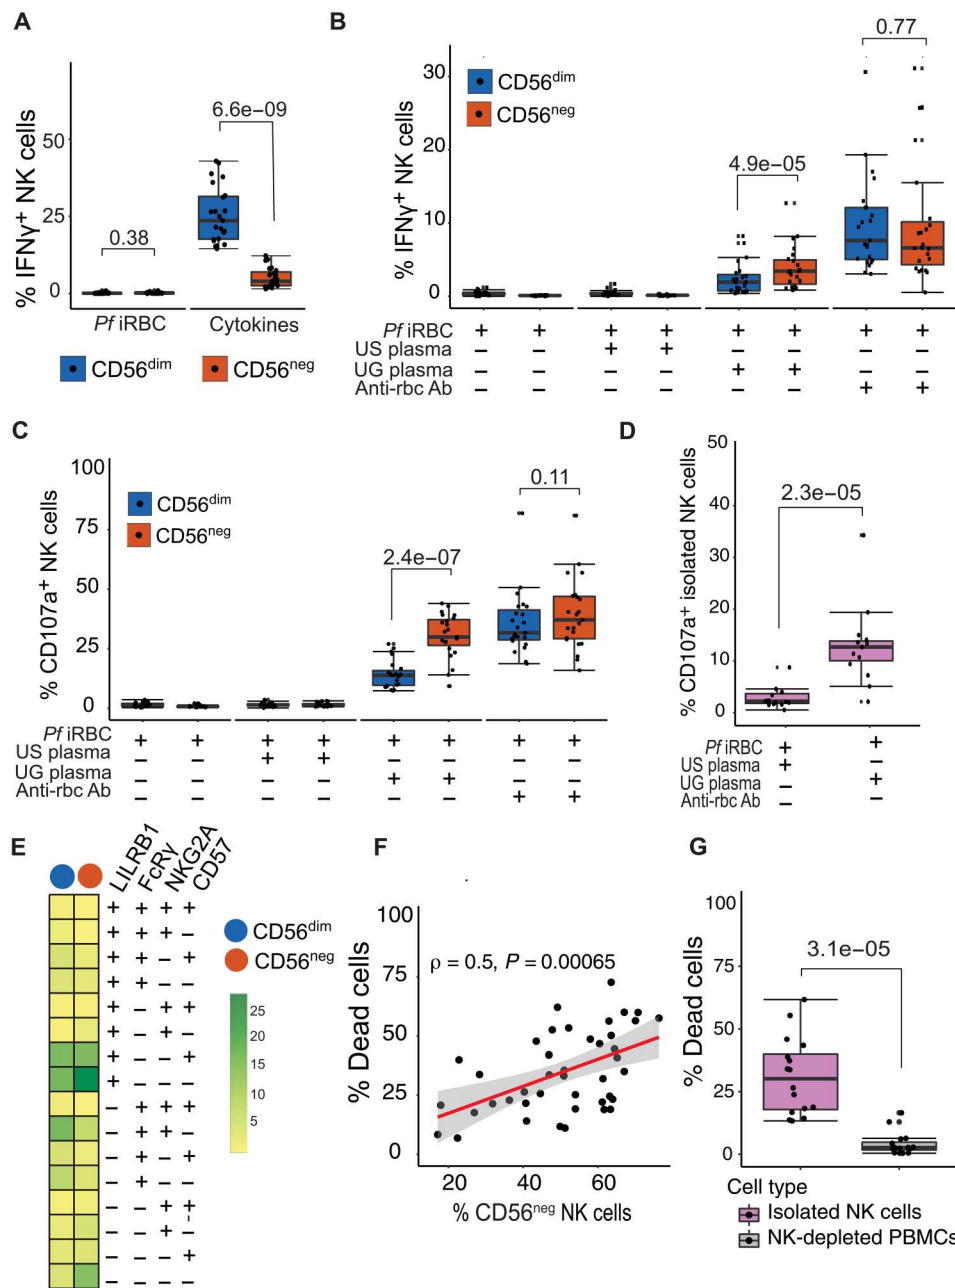 A
% IFNγ⁺ NK cells
50
25
0
0.38
6.6e−09
Pf iRBC
Cytokines
CD56dim
CD56neg
B
% IFNγ⁺ NK cells
30
20
10
0
CD56dim
CD56neg
4.9e−05
0.77
Pf iRBC + + + + + + + +
US plasma − − + + − − − −
UG plasma − − − − + + − −
Anti-rbc Ab − − − − − − + +
C
% CD107a⁺ NK cells
100
75
50
25
0
CD56dim
CD56neg
2.4e−07
0.11
Pf iRBC + + + + + + + +
US plasma − − + + − − − −
UG plasma − − − − + + − −
Anti-rbc Ab − − − − − − + +
D
% CD107a⁺ isolated NK cells
50
40
30
20
10
0
2.3e−05
Pf iRBC + +
US plasma + −
UG plasma − +
Anti-rbc Ab − −
E
LILRB1
FcRγ
NKG2A
CD57
+ + + +
+ + + −
+ + − +
+ + − −
+ − + +
+ − + −
+ − − +
+ − − −
− + + +
− + + −
− + − +
− + − −
− − + +
− − + −
− − − +
− − − −
CD56dim
CD56neg
25
20
15
10
5
F
% Dead cells
100
75
50
25
0
ρ = 0.5, P = 0.00065
20
40
60
% CD56neg NK cells
G
% Dead cells
100
75
50
25
0
3.1e−05
Cell type
Isolated NK cells
NK-depleted PBMCs